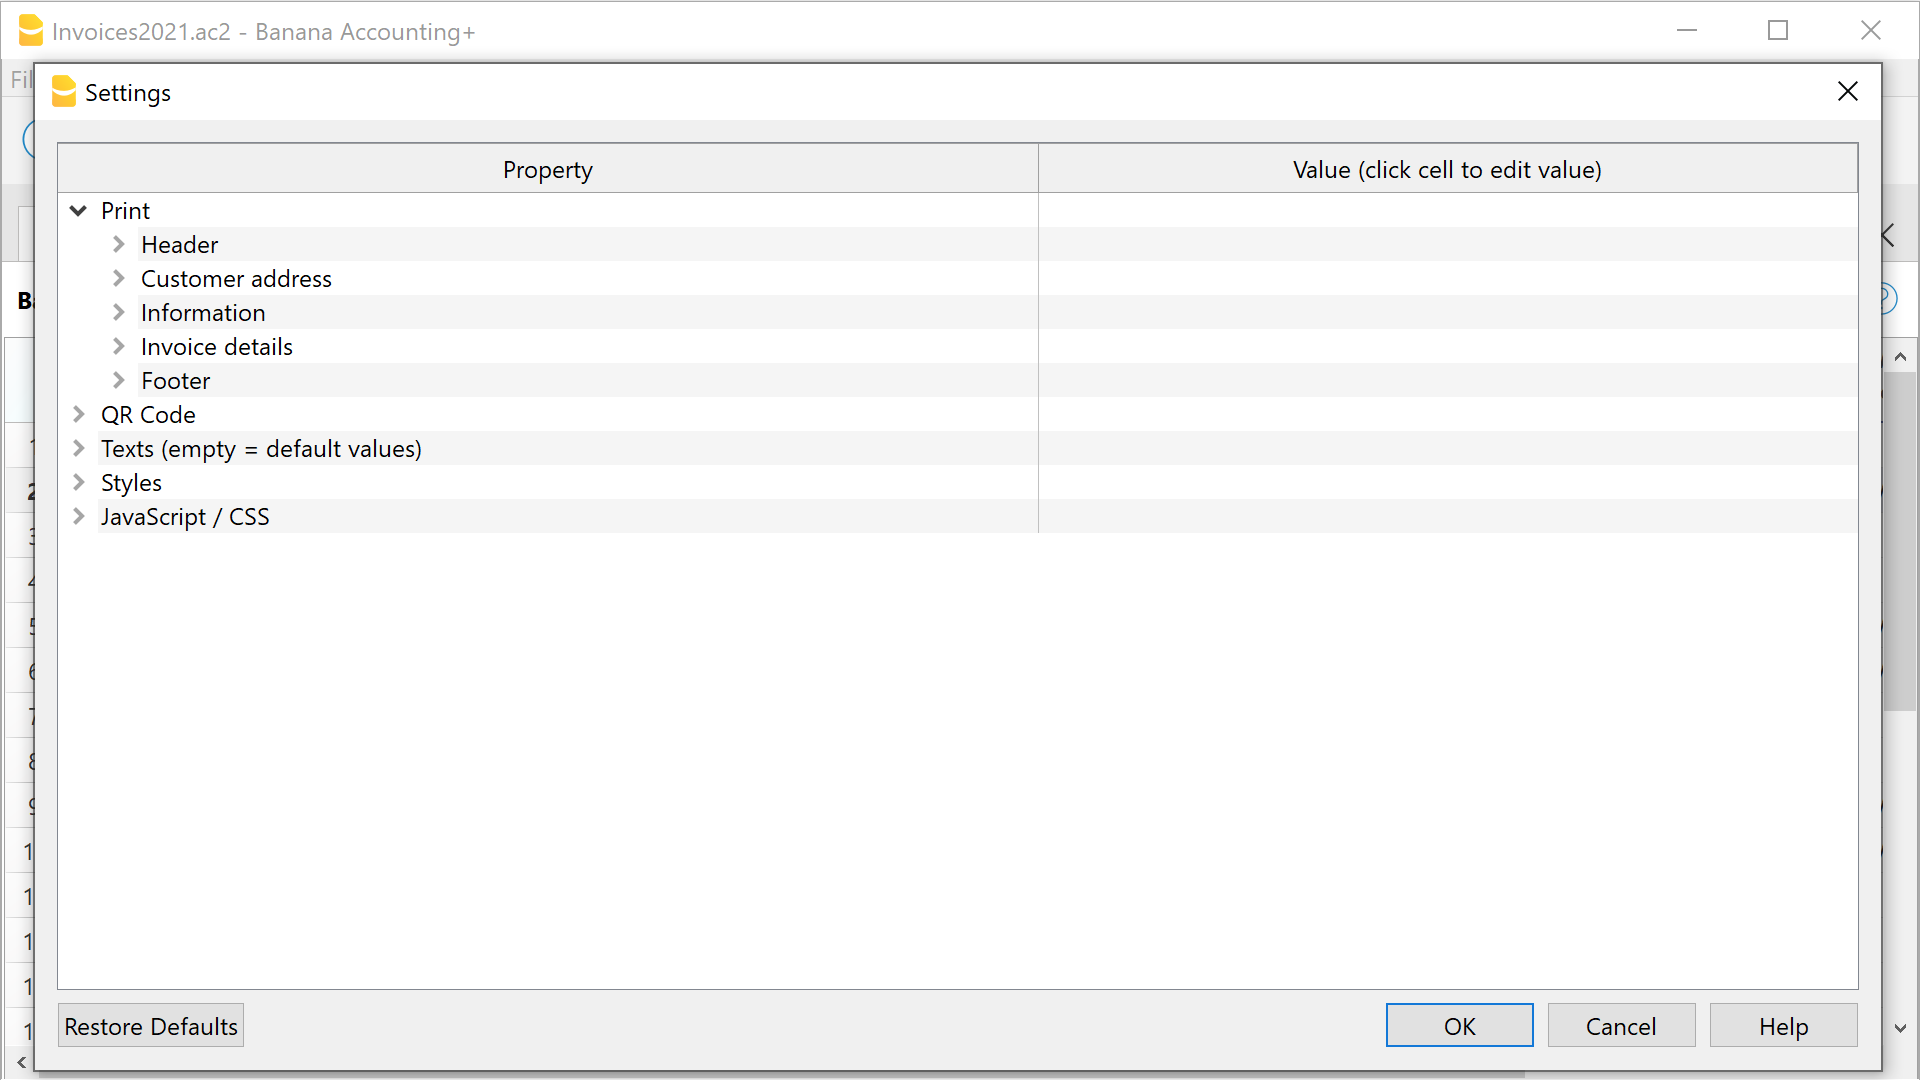 Invoices2021.ac2 - Banana Accounting+
Settings
Property
Value (click cell to edit value)
Print
Header
Customer address
Information
Invoice details
Footer
QR Code
Texts (empty = default values)
Styles
JavaScript / CSS
Restore Defaults
OK
Cancel
Help